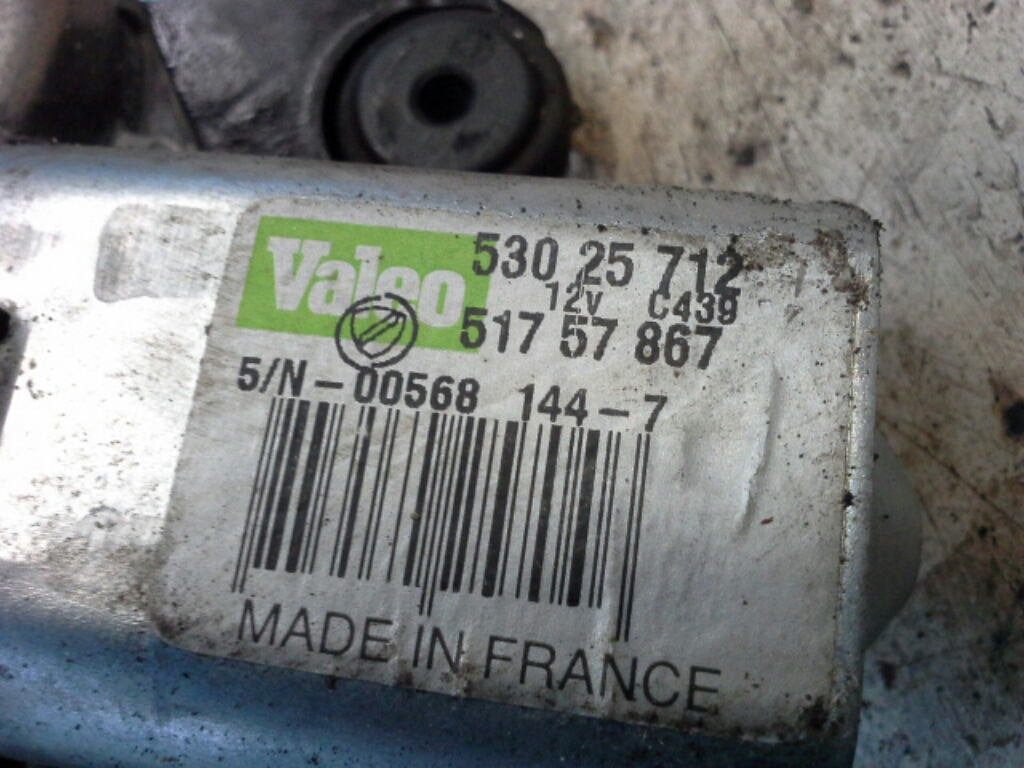 Valeo
530 25 712
12V C439
517 57 867
S/N-00568 144-7
MADE IN FRANCE